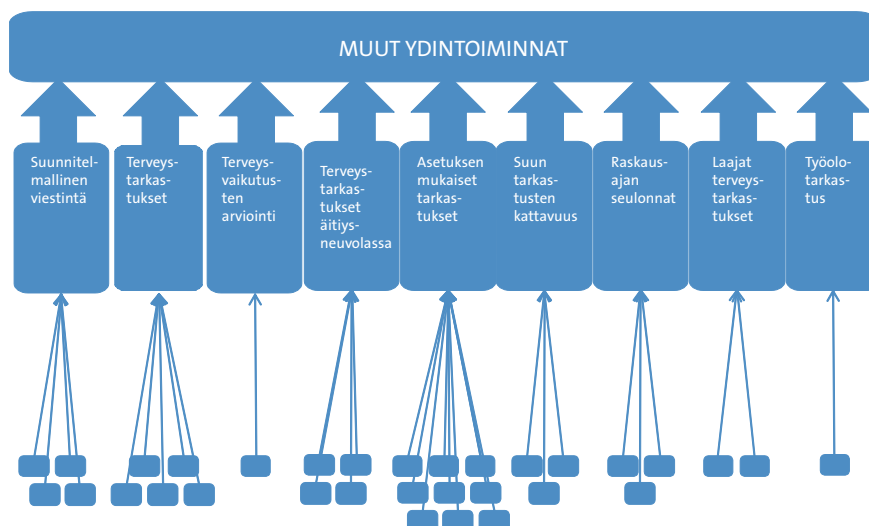 MUUT YDINTOIMINNAT
Suunnitel-
mallinen
viestintä
Terveys-
tarkas-
tukset
Terveys-
vaikutus-
ten
arviointi
Terveys-
tarkas-
tukset
äitiys-
neuvolassa
Asetuksen
mukaiset
tarkas-
tukset
Suun
tarkas-
tusten
kattavuus
Raskaus-
ajan
seulonnat
Laajat
terveys-
tarkas-
tukset
Työolo-
tarkas-
tus